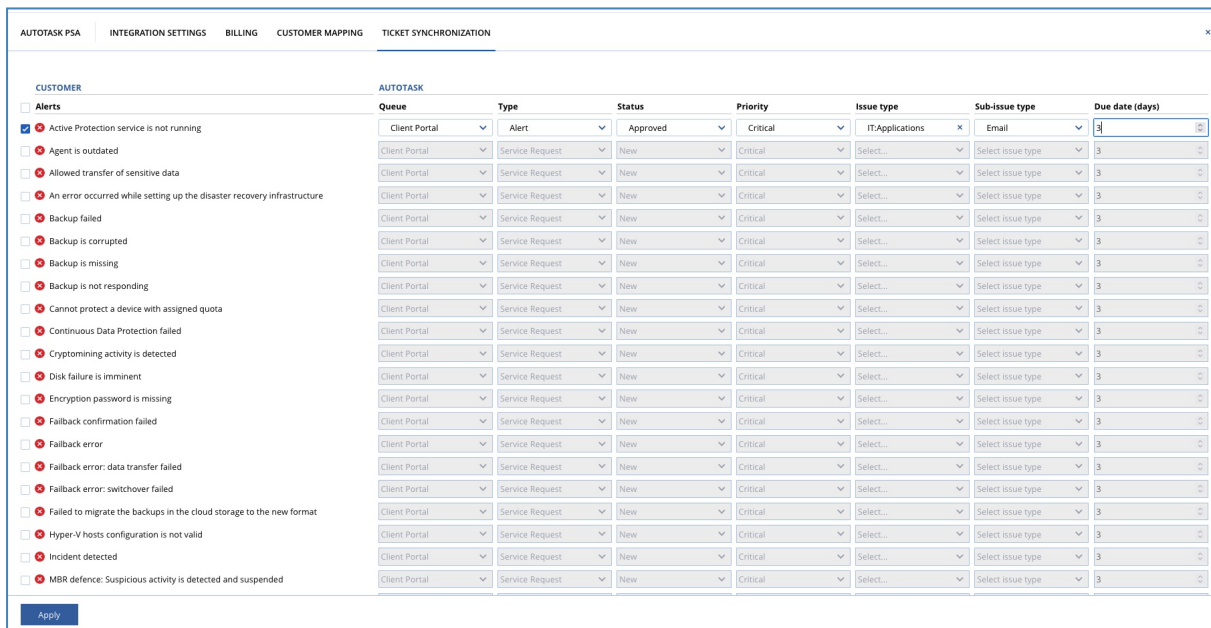 AUTOTASK PSA INTEGRATION SETTINGS BILLING CUSTOMER MAPPING TICKET SYNCHRONIZATION
CUSTOMER AUTOTASK
Alerts Queue Type Status Priority Issue type Sub-issue type Due date (days)
Active Protection service is not running Client Portal Alert Approved Critical IT:Applications Email 3
Agent is outdated Client Portal Service Request New Critical Select... Select issue type 3
Allowed transfer of sensitive data Client Portal Service Request New Critical Select... Select issue type 3
An error occurred while setting up the disaster recovery infrastructure Client Portal Service Request New Critical Select... Select issue type 3
Backup failed Client Portal Service Request New Critical Select... Select issue type 3
Backup is corrupted Client Portal Service Request New Critical Select... Select issue type 3
Backup is missing Client Portal Service Request New Critical Select... Select issue type 3
Backup is not responding Client Portal Service Request New Critical Select... Select issue type 3
Cannot protect a device with assigned quota Client Portal Service Request New Critical Select... Select issue type 3
Continuous Data Protection failed Client Portal Service Request New Critical Select... Select issue type 3
Cryptomining activity is detected Client Portal Service Request New Critical Select... Select issue type 3
Disk failure is imminent Client Portal Service Request New Critical Select... Select issue type 3
Encryption password is missing Client Portal Service Request New Critical Select... Select issue type 3
Failback confirmation failed Client Portal Service Request New Critical Select... Select issue type 3
Failback error Client Portal Service Request New Critical Select... Select issue type 3
Failback error: data transfer failed Client Portal Service Request New Critical Select... Select issue type 3
Failback error: switchover failed Client Portal Service Request New Critical Select... Select issue type 3
Failed to migrate the backups in the cloud storage to the new format Client Portal Service Request New Critical Select... Select issue type 3
Hyper-V hosts configuration is not valid Client Portal Service Request New Critical Select... Select issue type 3
Incident detected Client Portal Service Request New Critical Select... Select issue type 3
MBR defence: Suspicious activity is detected and suspended Client Portal Service Request New Critical Select... Select issue type 3
Apply